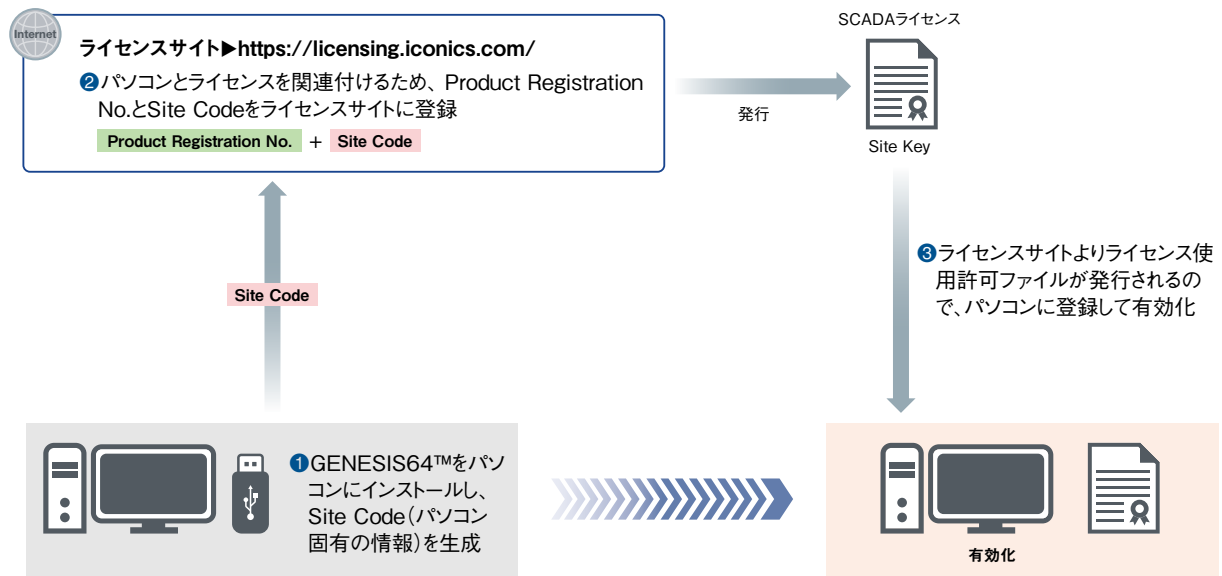 Internet
ライセンスサイト▶https://licensing.iconics.com/
❷パソコンとライセンスを関連付けるため、Product Registration
No.とSite Codeをライセンスサイトに登録
Product Registration No. + Site Code
発行
SCADAライセンス
Site Key
Site Code
❸ライセンスサイトよりライセンス使
用許可ファイルが発行されるの
で、パソコンに登録して有効化
❶GENESIS64™をパソ
コンにインストールし、
Site Code(パソコン
固有の情報)を生成
有効化